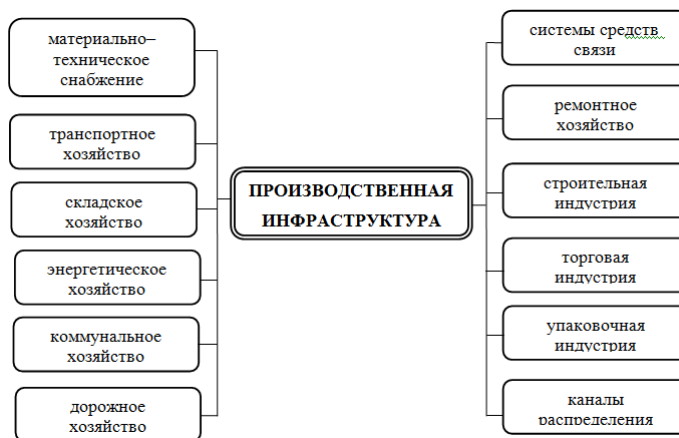 материально–
техническое
снабжение
транспортное
хозяйство
складское
хозяйство
энергетическое
хозяйство
коммунальное
хозяйство
дорожное
хозяйство
ПРОИЗВОДСТВЕННАЯ
ИНФРАСТРУКТУРА
системы средств
связи
ремонтное
хозяйство
строительная
индустрия
торговая
индустрия
упаковочная
индустрия
каналы
распределения